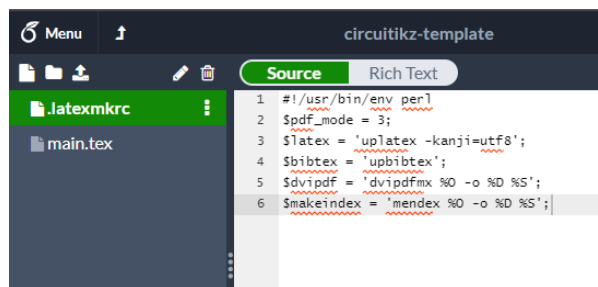 Menu
circuitikz-template
Source
Rich Text
.latexmkrc
main.tex
1 #!/usr/bin/env perl
2 $pdf_mode = 3;
3 $latex = 'uplatex -kanji=utf8';
4 $bibtex = 'upbibtex';
5 $dvipdf = 'dvipdfmx %O -o %D %S';
6 $makeindex = 'mendex %O -o %D %S';